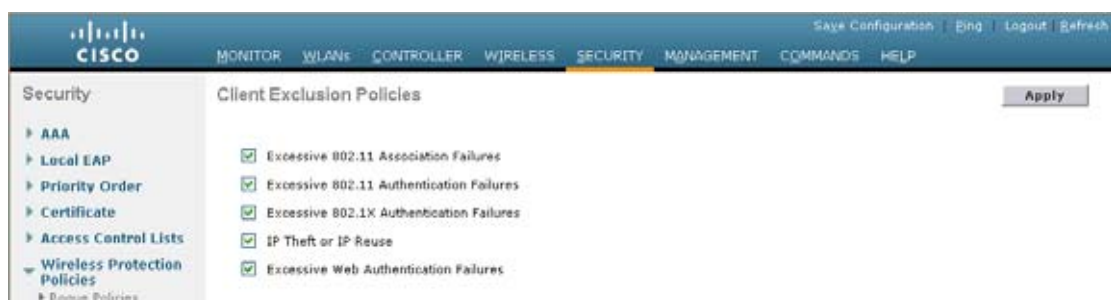 Save Configuration | Ping | Logout | Refresh
CISCO
MONITOR WLANs CONTROLLER WIRELESS SECURITY MANAGEMENT COMMANDS HELP
Security
Client Exclusion Policies
Apply
AAA
Local EAP
Priority Order
Certificate
Access Control Lists
Wireless Protection
Policies
Rogue Policies
Excessive 802.11 Association Failures
Excessive 802.11 Authentication Failures
Excessive 802.1X Authentication Failures
IP Theft or IP Reuse
Excessive Web Authentication Failures